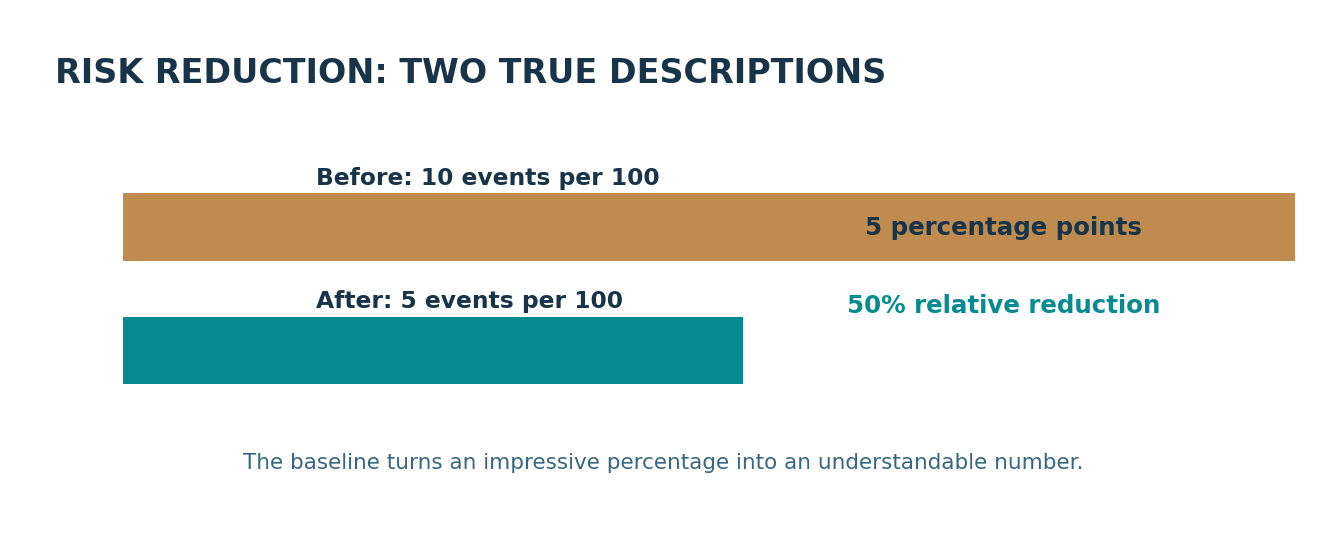 RISK REDUCTION: TWO TRUE DESCRIPTIONS
Before: 10 events per 100
5 percentage points
After: 5 events per 100
50% relative reduction
The baseline turns an impressive percentage into an understandable number.